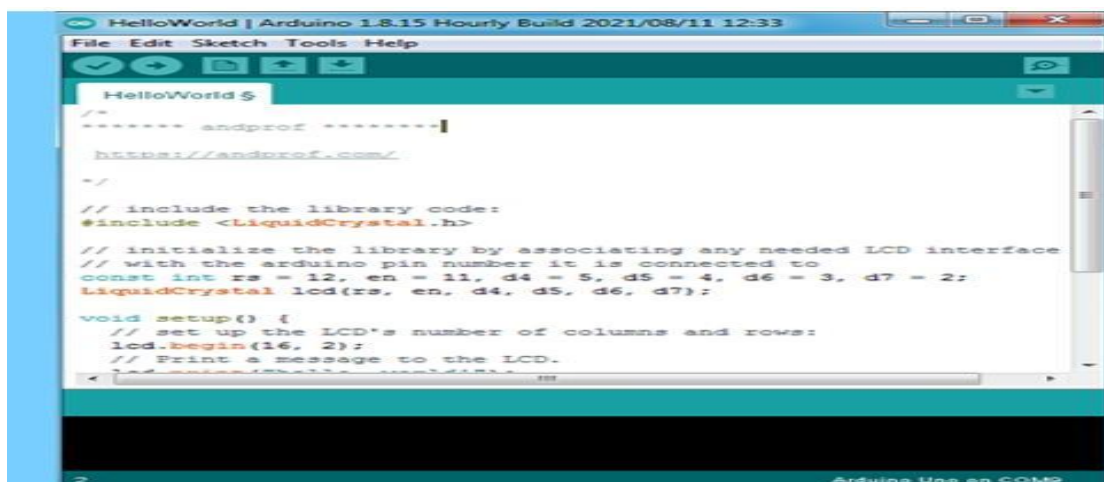 HelloWorld | Arduino 1.8.15 Hourly Build 2021/08/11 12:33
File Edit Sketch Tools Help
HelloWorld §
/*
******* andprof ********
https://andprof.com/
*/
// include the library code:
#include <LiquidCrystal.h>
// initialize the library by associating any needed LCD interface
// with the arduino pin number it is connected to
const int rs = 12, en = 11, d4 = 5, d5 = 4, d6 = 3, d7 = 2;
LiquidCrystal lcd(rs, en, d4, d5, d6, d7);
void setup() {
// set up the LCD's number of columns and rows:
lcd.begin(16, 2);
// Print a message to the LCD.
Arduino Uno on